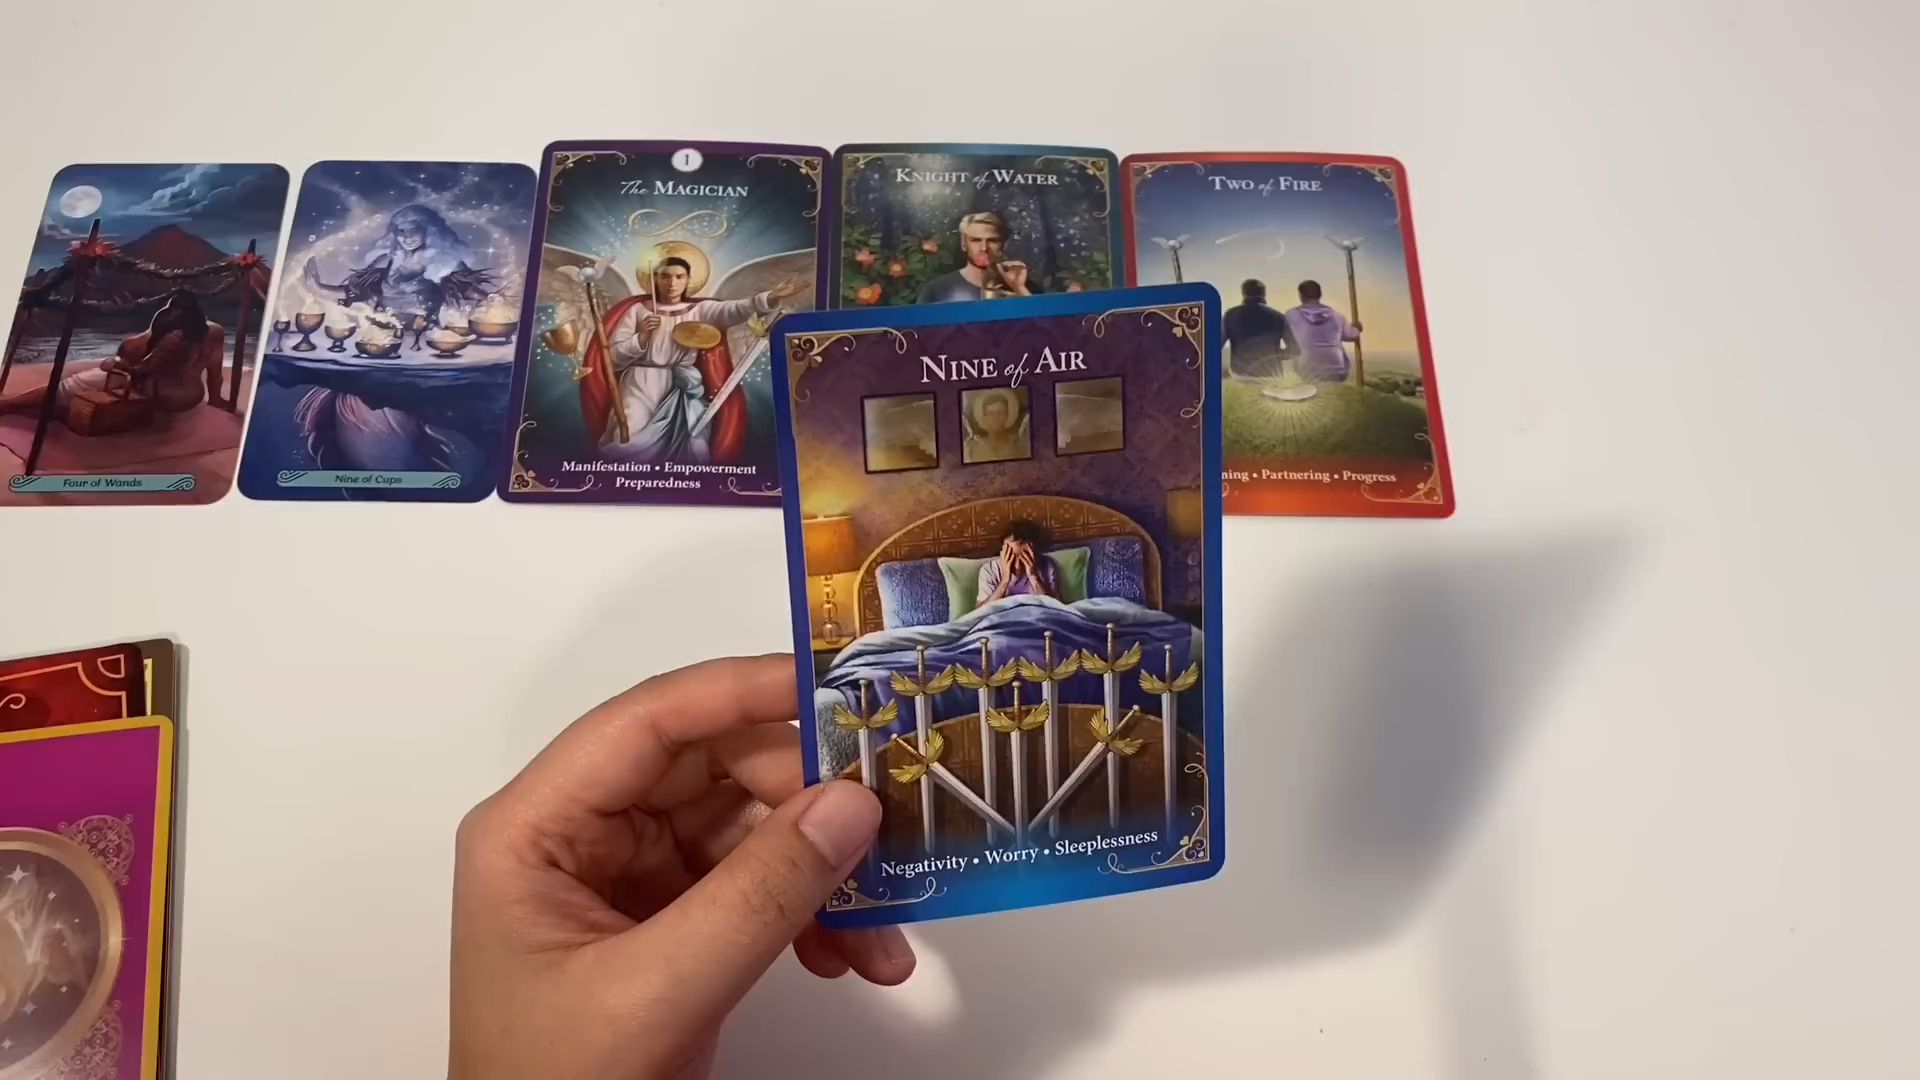 I
The MAGICIAN
KNIGHT of WATER
TWO of FIRE
NINE of AIR
Manifestation • Empowerment
Preparedness
• Partnering • Progress
Four of Wands
Nine of Cups
Negativity • Worry • Sleeplessness